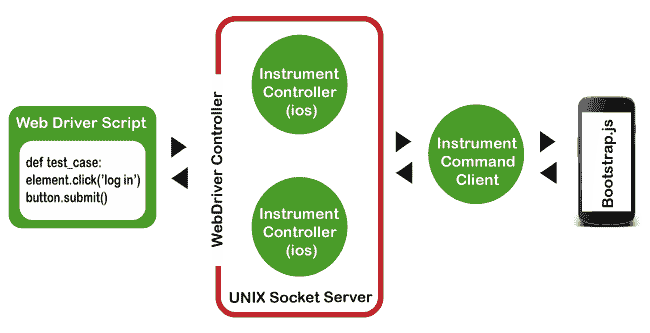 Web Driver Script
def test_case:
element.click('log in')
button.submit()
WebDriver Controller
Instrument
Controller
(ios)
Instrument
Controller
(ios)
UNIX Socket Server
Instrument
Command
Client
Bootstrap.js